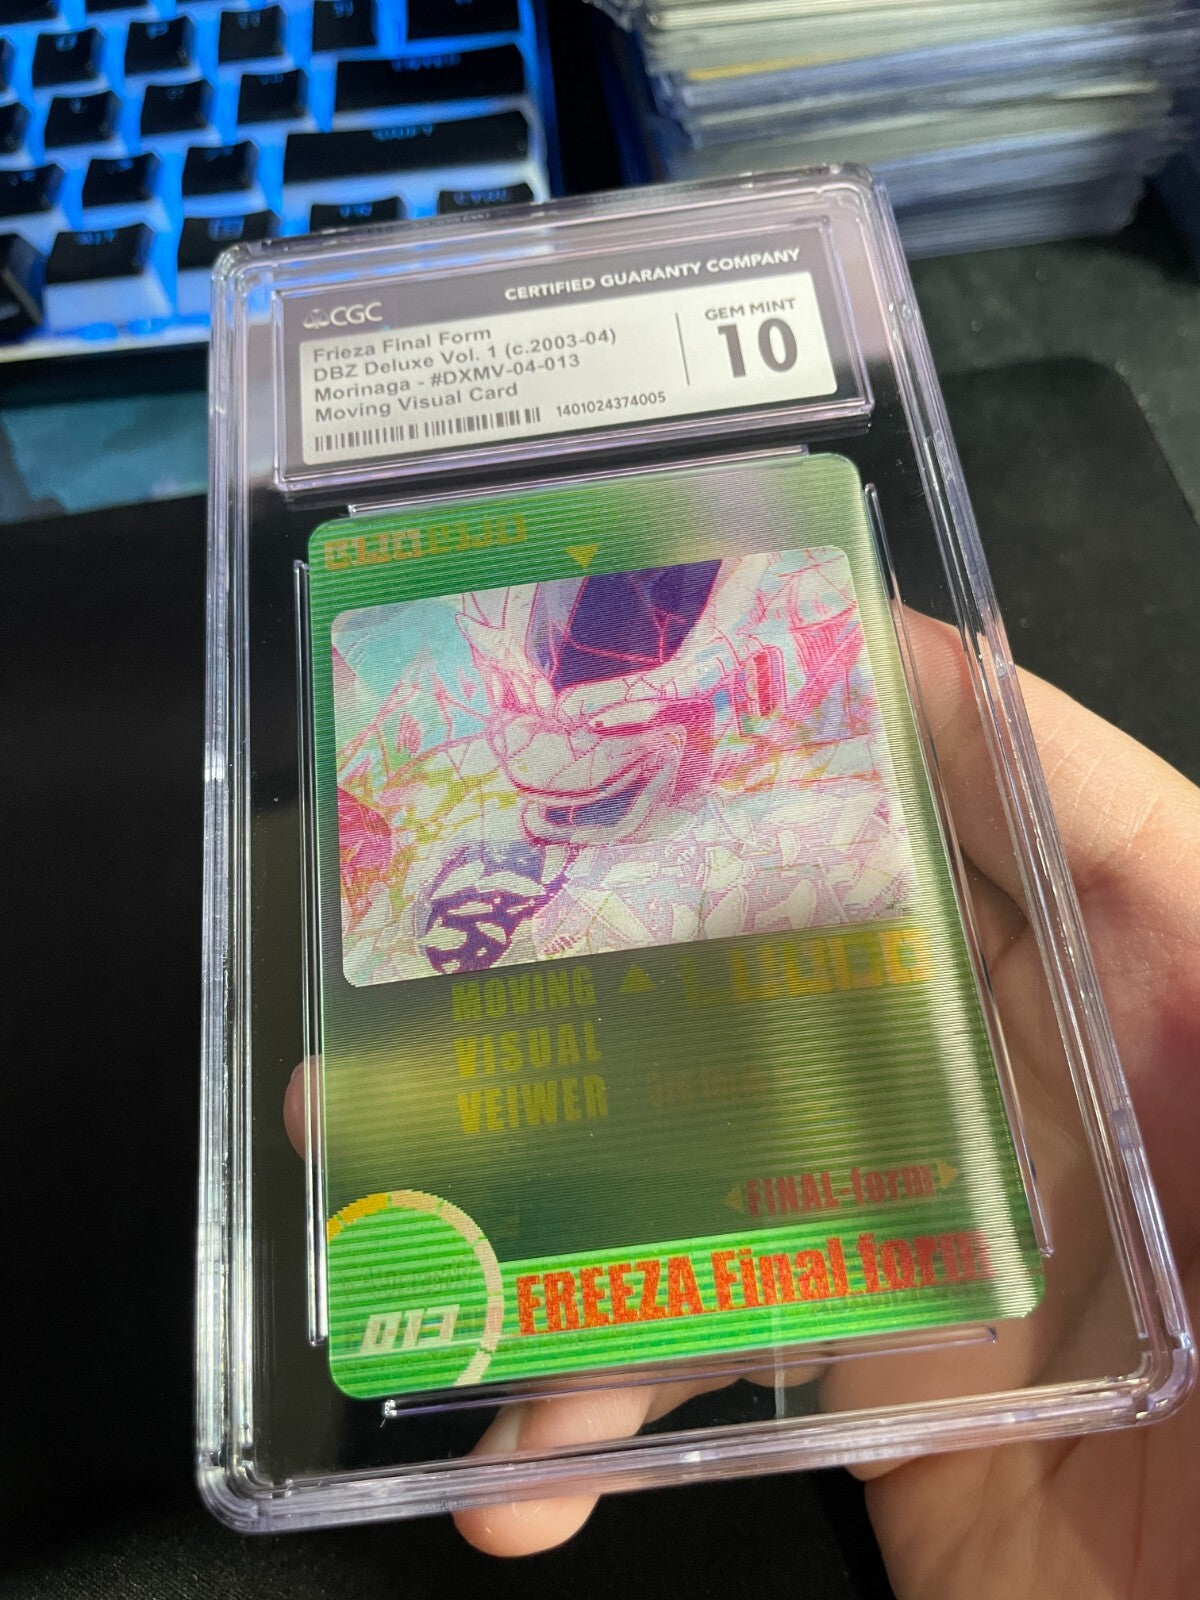 CGC
CERTIFIED GUARANTY COMPANY
Frieza Final Form
DBZ Deluxe Vol. 1 (c.2003-04)
Morinaga - #DXMV-04-013
Moving Visual Card
1401024374005
GEM MINT
10
MOVING
VISUAL
VEIWER
FINAL-form
FREEZA Final form
013